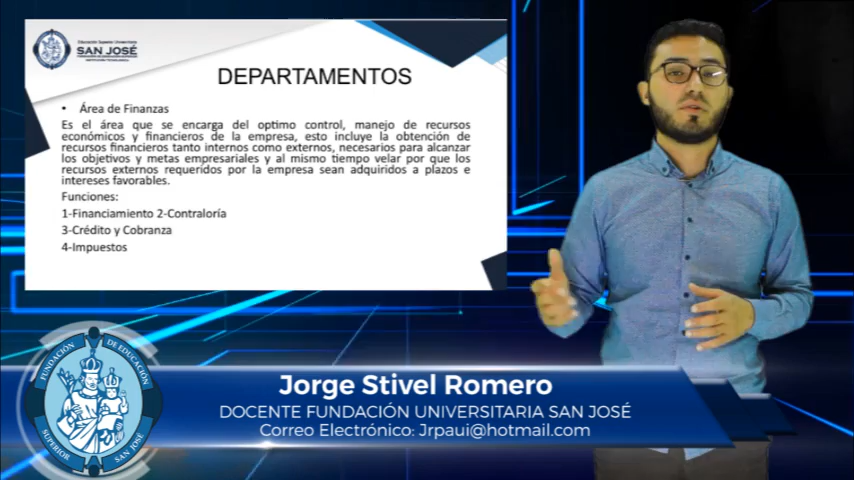 Educación Superior Universitaria
SAN JOSÉ
DEPARTAMENTOS
• Área de Finanzas
Es el área que se encarga del optimo control, manejo de recursos
económicos y financieros de la empresa, esto incluye la obtención de
recursos financieros tanto internos como externos, necesarios para alcanzar
los objetivos y metas empresariales y al mismo tiempo velar por que los
recursos externos requeridos por la empresa sean adquiridos a plazos e
intereses favorables.
Funciones:
1-Financiamiento 2-Contraloría
3-Crédito y Cobranza
4-Impuestos
FUNDACIÓN
DE EDUCACIÓN
SUPERIOR
SAN JOSÉ
Jorge Stivel Romero
DOCENTE FUNDACIÓN UNIVERSITARIA SAN JOSÉ
Correo Electrónico: Jrpaui@hotmail.com